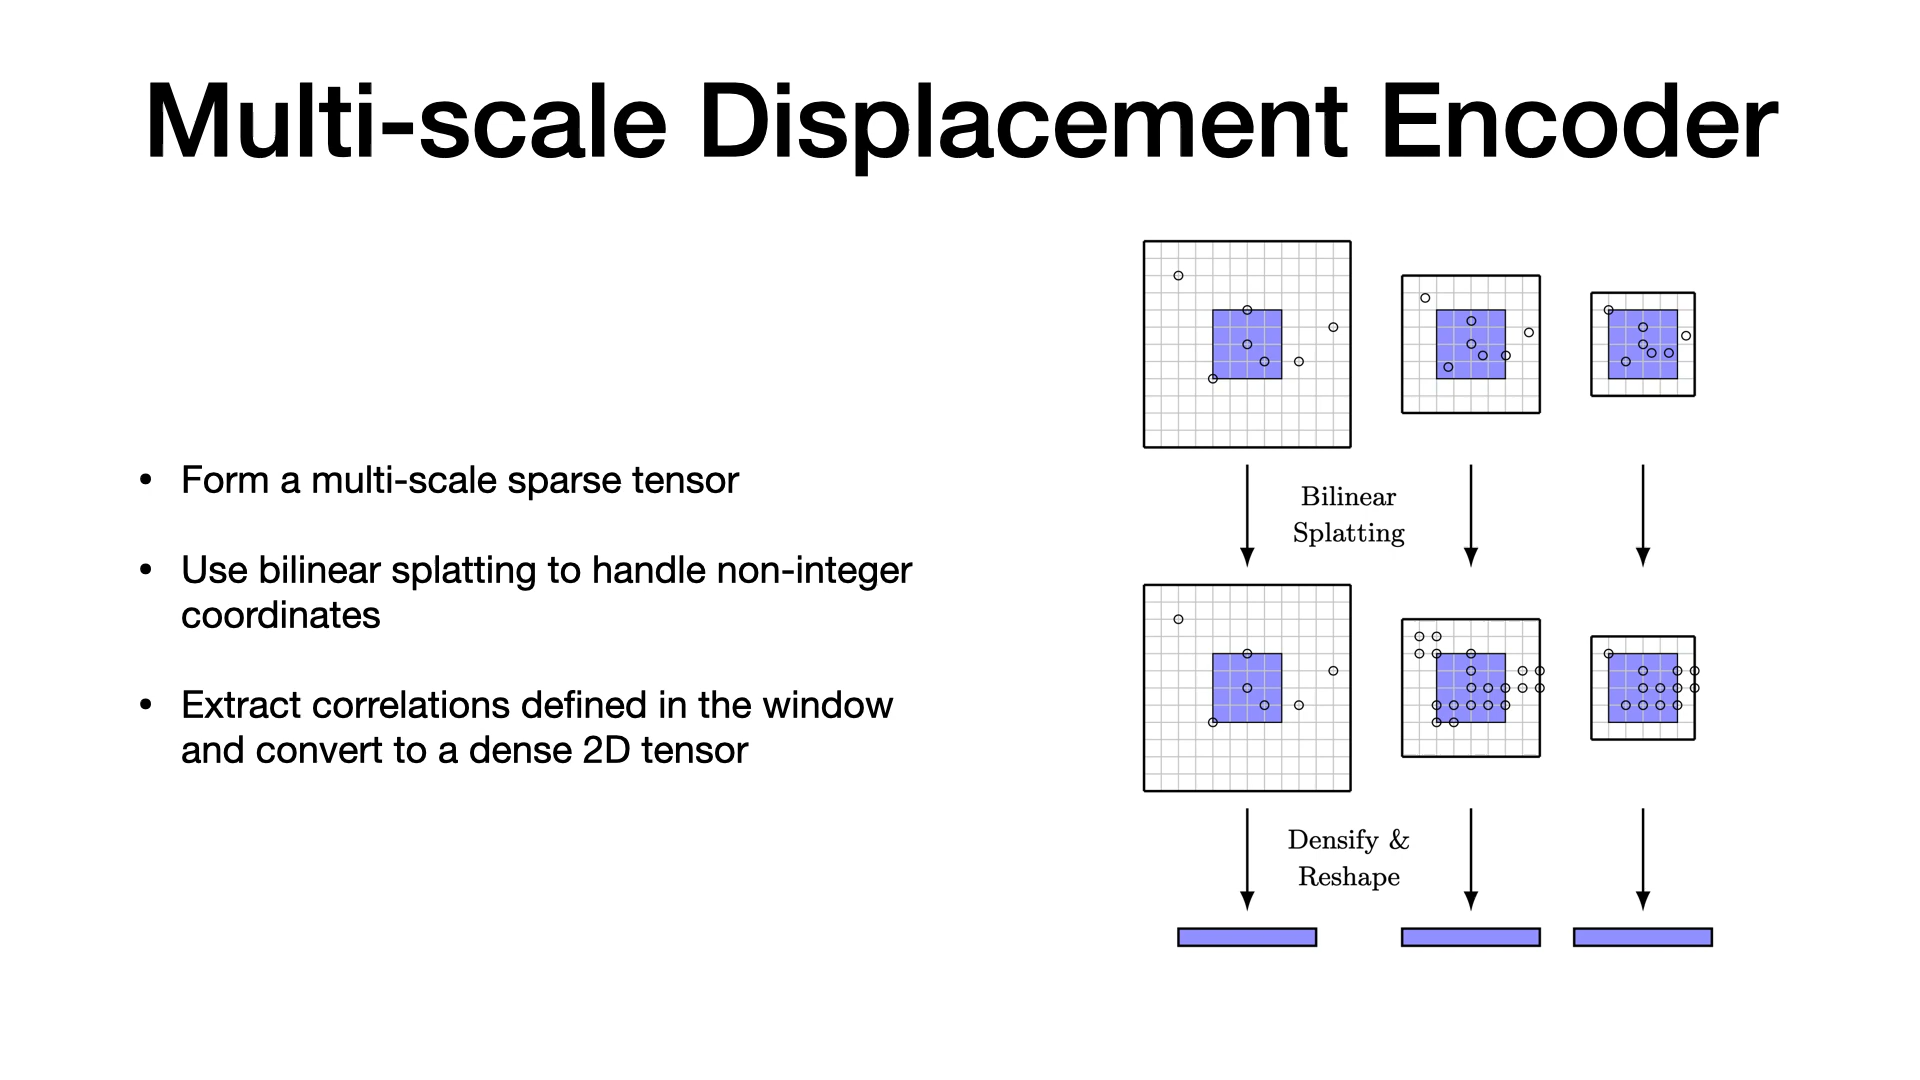 Multi-scale Displacement Encoder
• Form a multi-scale sparse tensor
• Use bilinear splatting to handle non-integer
coordinates
• Extract correlations defined in the window
and convert to a dense 2D tensor
Bilinear
Splatting
Densify &
Reshape